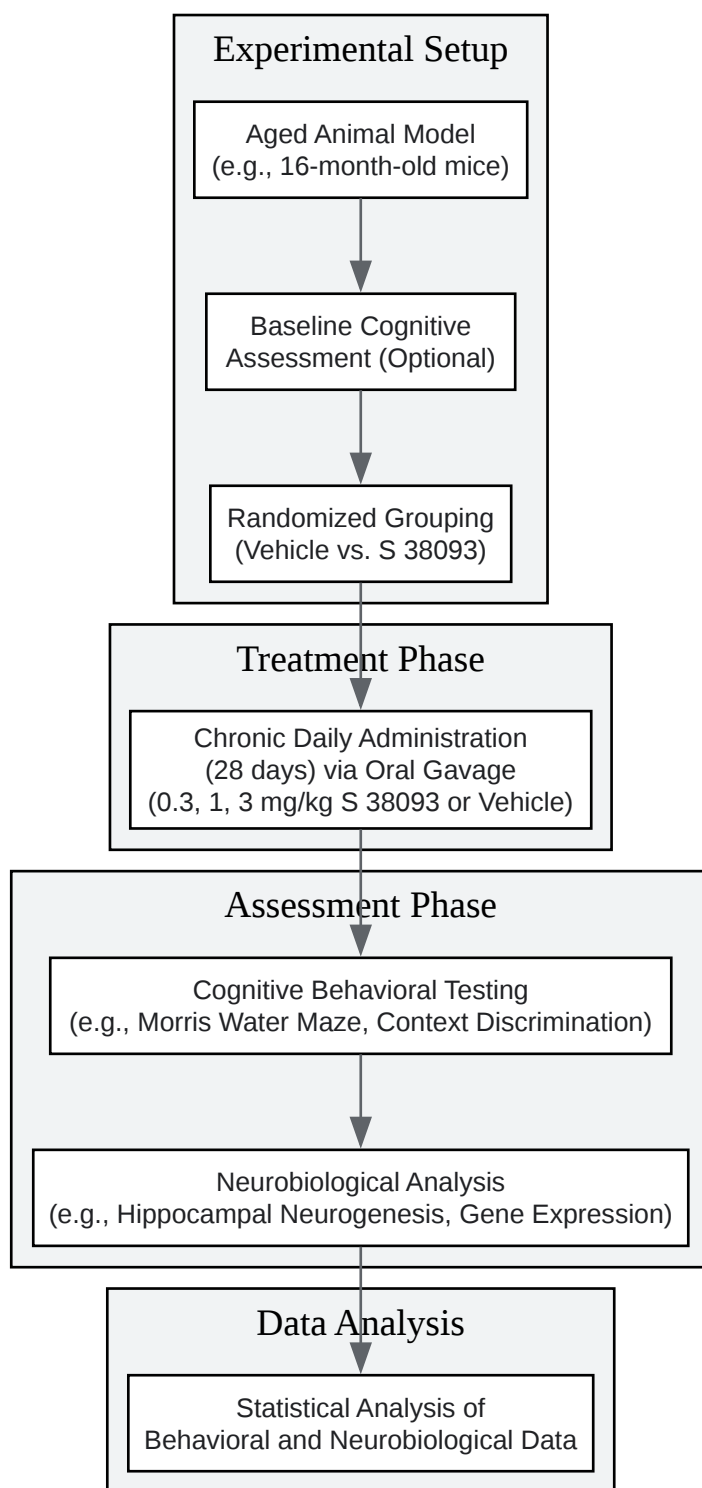 Experimental Setup
Aged Animal Model
(e.g., 16-month-old mice)
Baseline Cognitive
Assessment (Optional)
Randomized Grouping
(Vehicle vs. S 38093)
Treatment Phase
Chronic Daily Administration
(28 days) via Oral Gavage
(0.3, 1, 3 mg/kg S 38093 or Vehicle)
Assessment Phase
Cognitive Behavioral Testing
(e.g., Morris Water Maze, Context Discrimination)
Neurobiological Analysis
(e.g., Hippocampal Neurogenesis, Gene Expression)
Data Analysis
Statistical Analysis of
Behavioral and Neurobiological Data